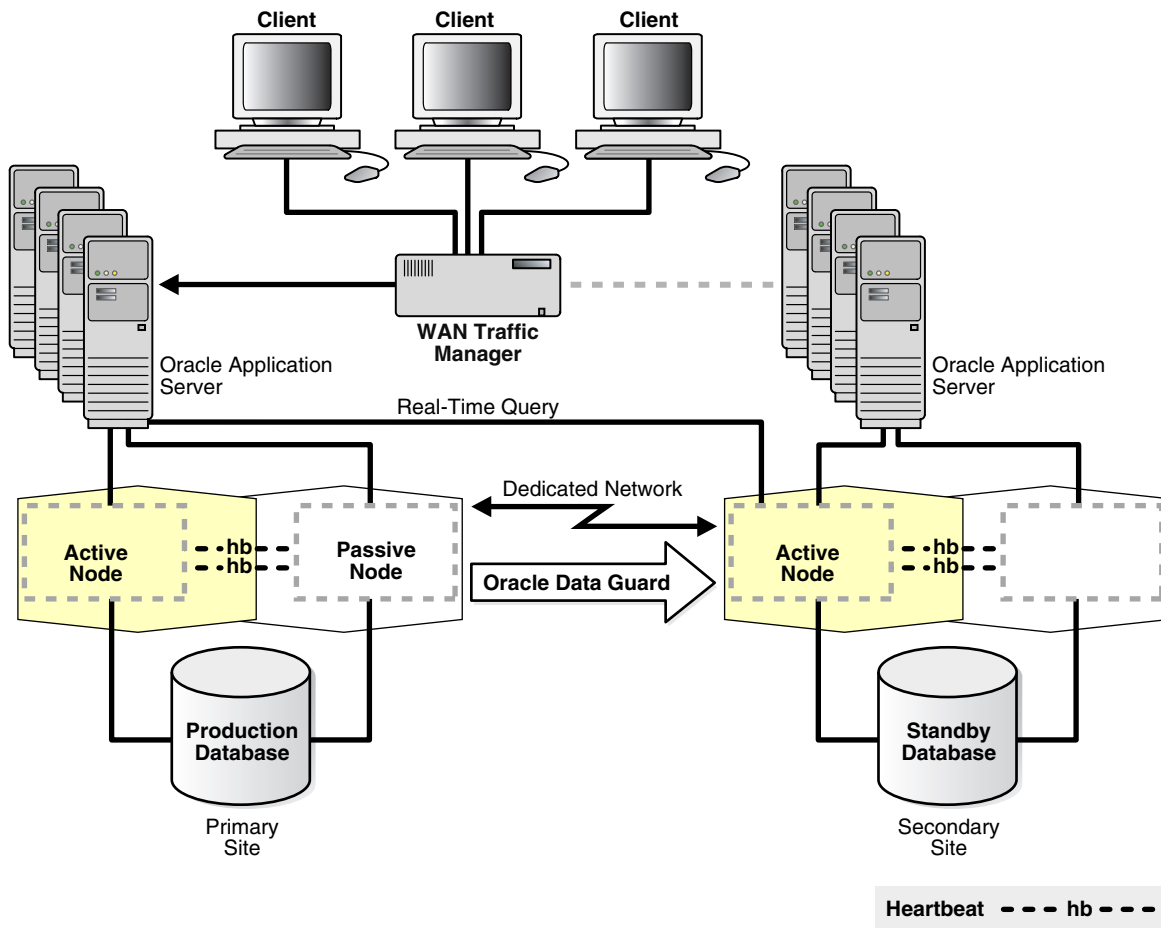 Client
Client
Client
WAN Traffic
Manager
Oracle Application
Server
Oracle Application
Server
Real-Time Query
Dedicated Network
Active
Node
hb
hb
Passive
Node
Oracle Data Guard
Active
Node
hb
hb
Production
Database
Standby
Database
Primary
Site
Secondary
Site
Heartbeat
hb